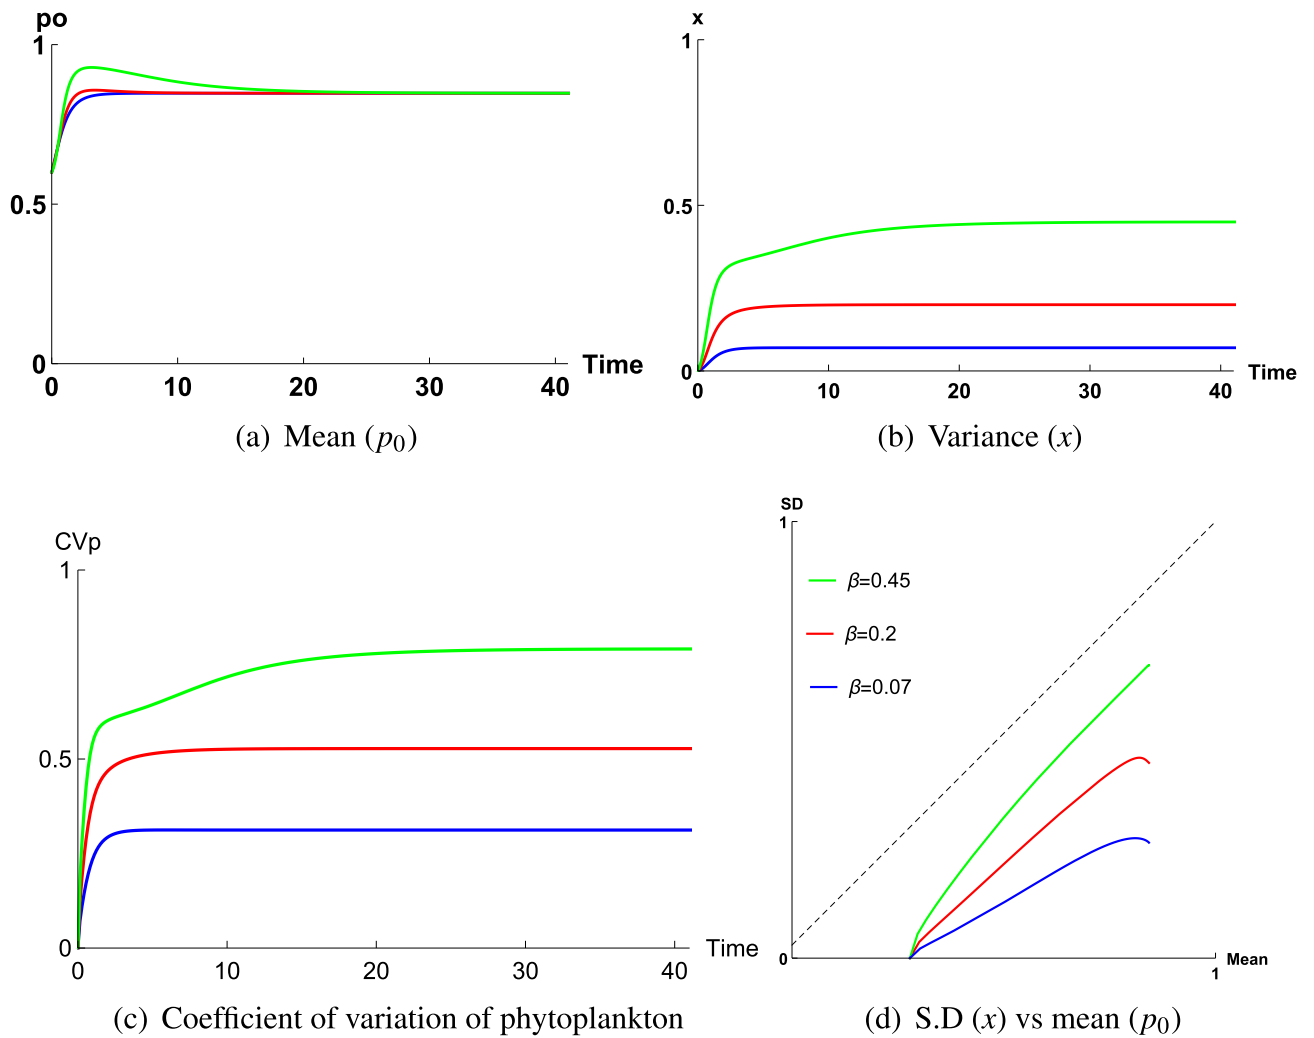 po
1
0.5
0
0 10 20 30 40
Time
(a) Mean (p0)
x
1
0.5
0
0 10 20 30 40
Time
(b) Variance (x)
CVp
1
0.5
0
0 10 20 30 40
Time
(c) Coefficient of variation of phytoplankton
SD
1
β=0.45
β=0.2
β=0.07
0
1
Mean
(d) S.D (x) vs mean (p0)